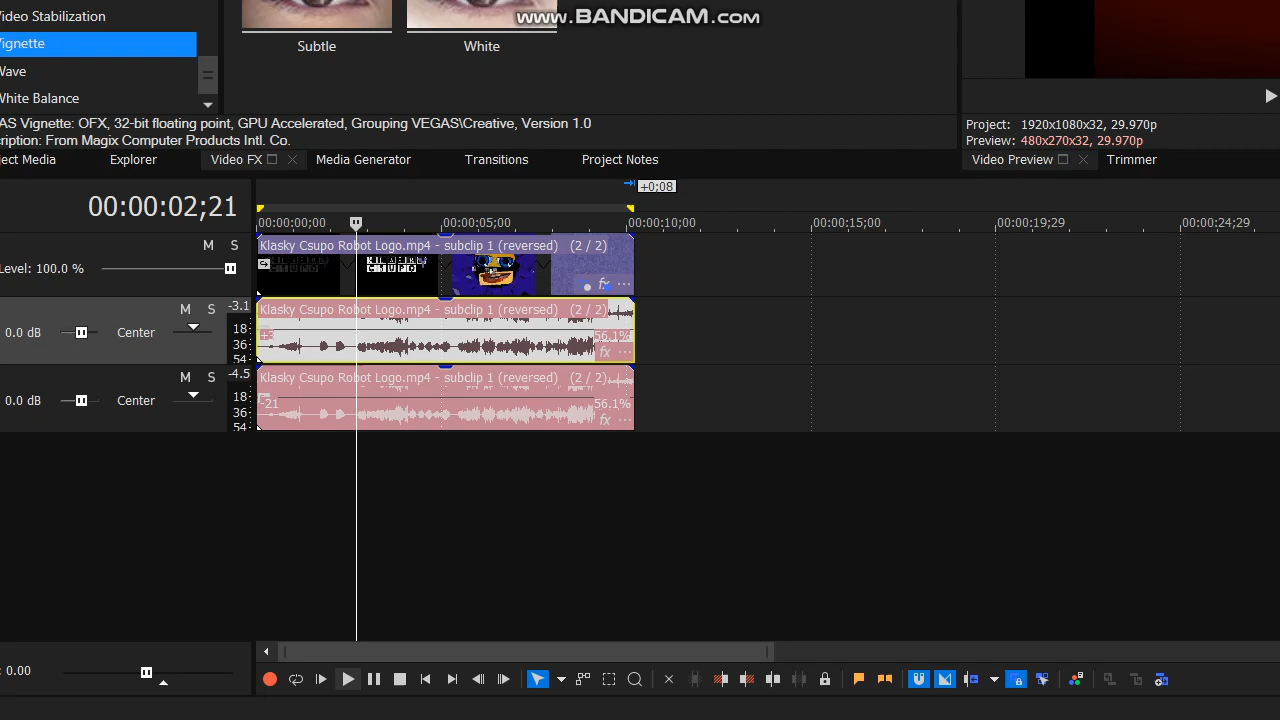 www.BANDICAM.com
Video Stabilization
Vignette
Wave
White Balance
Subtle
White
AS Vignette: OFX, 32-bit floating point, GPU Accelerated, Grouping VEGAS\Creative, Version 1.0
cription: From Magix Computer Products Intl. Co.
Project: 1920x1080x32, 29.970p
Preview: 480x270x32, 29.970p
ject Media
Explorer
Video FX
Media Generator
Transitions
Project Notes
Video Preview
Trimmer
+0;08
00:00:02;21
00:00:00;00
00:00:05;00
00:00:10;00
00:00:15;00
00:00:19;29
00:00:24;29
M S
Level: 100.0 %
Klasky Csupo Robot Logo.mp4 - subclip 1 (reversed) (2 / 2)
CSUPO
CSUPO
fx
M S
-3.1
18
36
54
0.0 dB
Center
Klasky Csupo Robot Logo.mp4 - subclip 1 (reversed) (2 / 2)
56.1%
fx
M S
-4.5
18
36
54
0.0 dB
Center
Klasky Csupo Robot Logo.mp4 - subclip 1 (reversed) (2 / 2)
-21
56.1%
fx
: 0.00